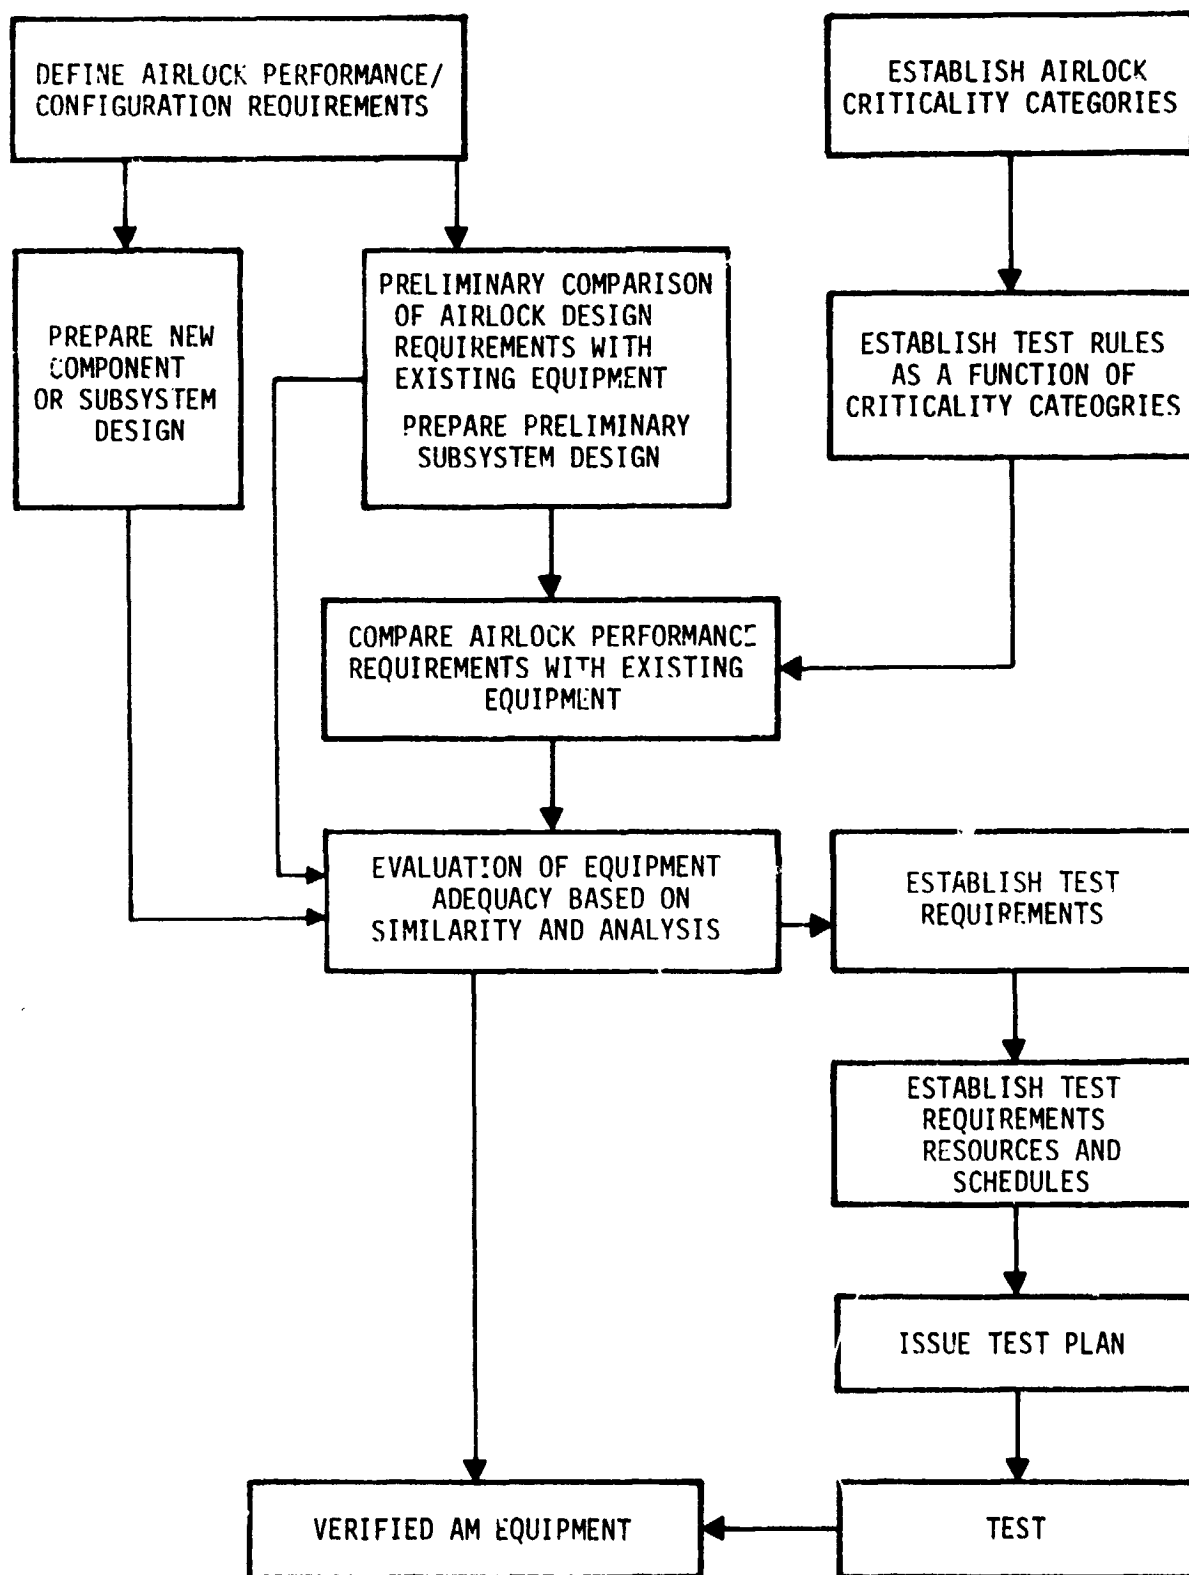 DEFINE AIRLOCK PERFORMANCE/
CONFIGURATION REQUIREMENTS
ESTABLISH AIRLOCK
CRITICALITY CATEGORIES
PREPARE NEW
COMPONENT
OR SUBSYSTEM
DESIGN
PRELIMINARY COMPARISON
OF AIRLOCK DESIGN
REQUIREMENTS WITH
EXISTING EQUIPMENT
PREPARE PRELIMINARY
SUBSYSTEM DESIGN
ESTABLISH TEST RULES
AS A FUNCTION OF
CRITICALITY CATEOGRIES
COMPARE AIRLOCK PERFORMANCE
REQUIREMENTS WITH EXISTING
EQUIPMENT
EVALUATION OF EQUIPMENT
ADEQUACY BASED ON
SIMILARITY AND ANALYSIS
ESTABLISH TEST
REQUIREMENTS
ESTABLISH TEST
REQUIREMENTS
RESOURCES AND
SCHEDULES
ISSUE TEST PLAN
VERIFIED AM EQUIPMENT
TEST